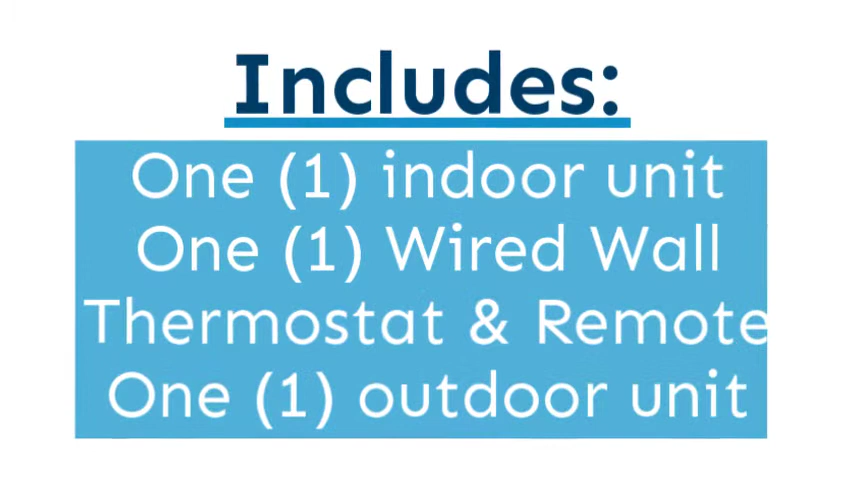 Includes:
One (1) indoor unit
One (1) Wired Wall
Thermostat & Remote
One (1) outdoor unit